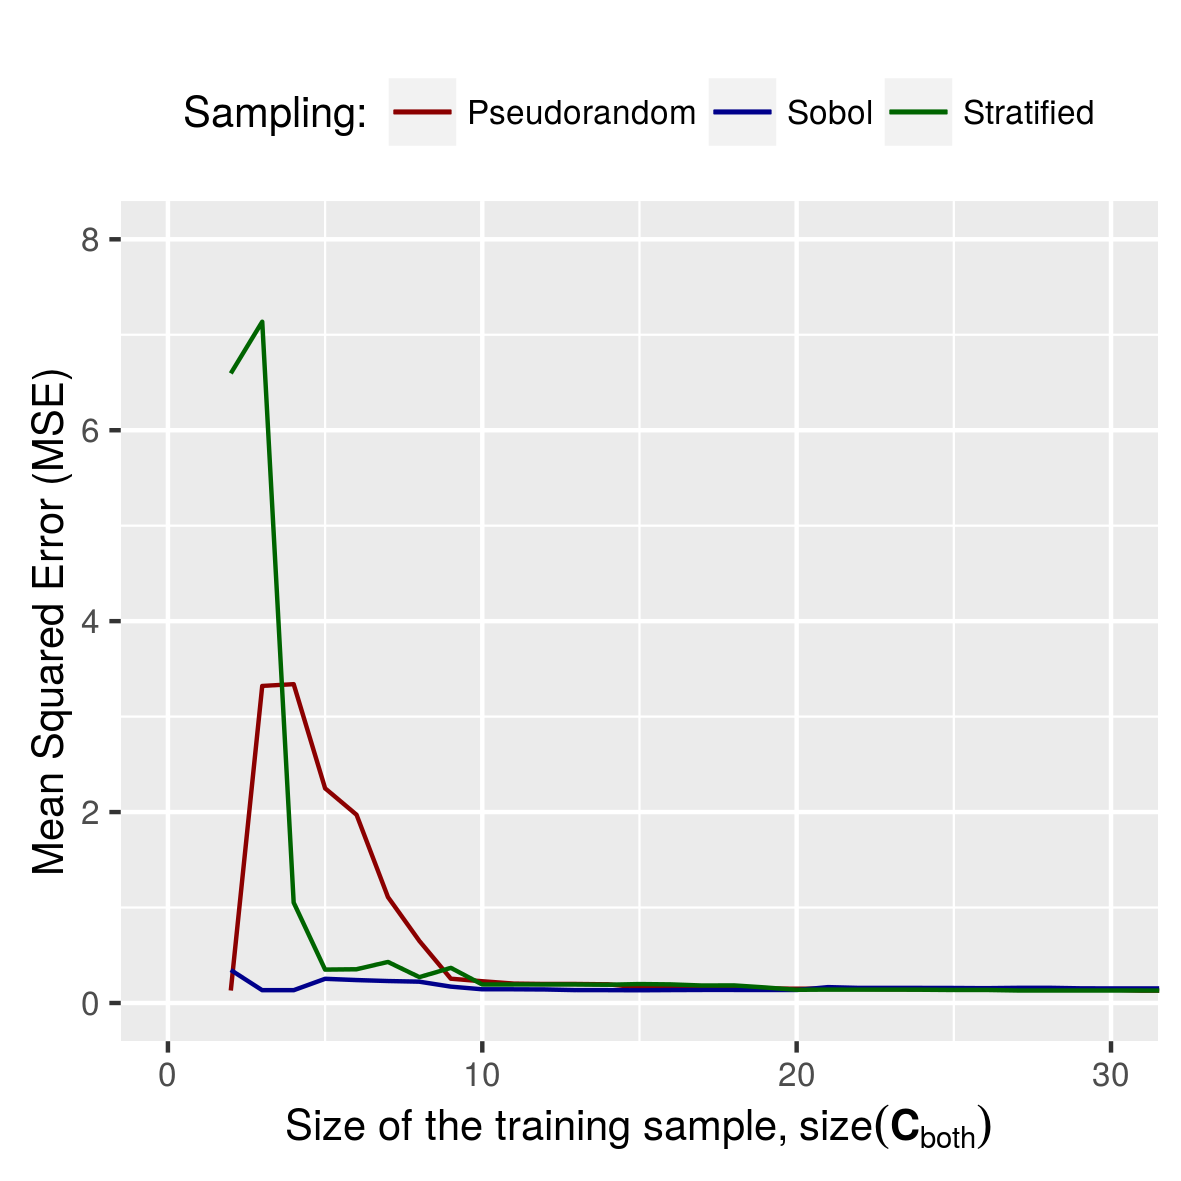 Sampling: Pseudorandom Sobol Stratified
8
6
4
2
0
Mean Squared Error (MSE)
0 10 20 30
Size of the training sample, size(C_both)